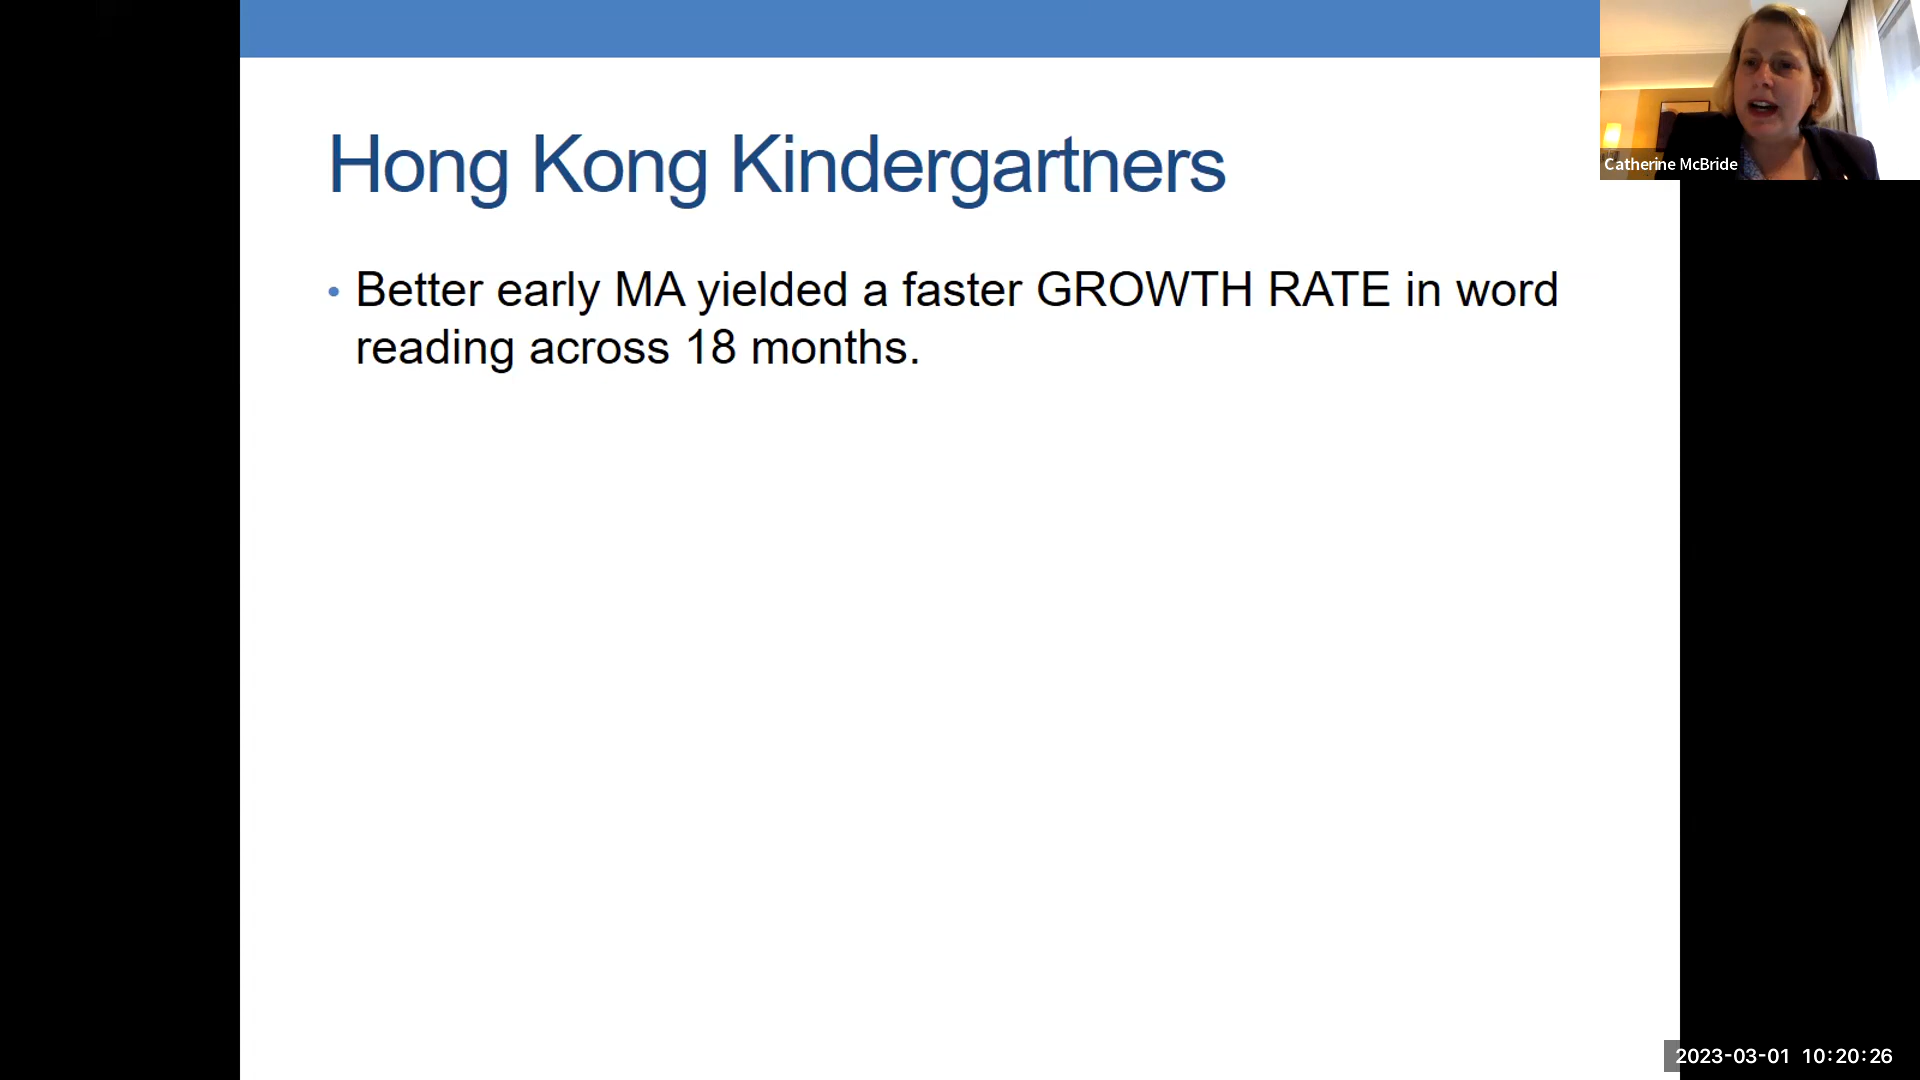 Hong Kong Kindergartners
• Better early MA yielded a faster GROWTH RATE in word
reading across 18 months.
Catherine McBride
2023-03-01 10:20:26